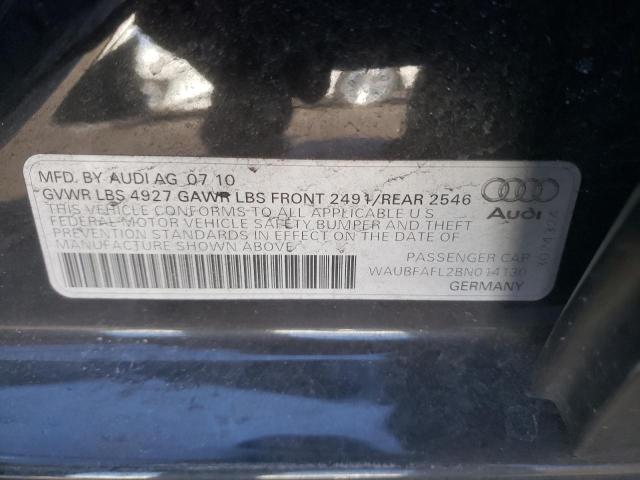 MFD. BY AUDI AG 07 10
GVWR LBS 4927 GAWR LBS FRONT 2491/REAR 2546
THIS VEHICLE CONFORMS TO ALL APPLICABLE U S
FEDERAL MOTOR VEHICLE SAFETY BUMPER AND THEFT
PREVENTION STANDARDS IN EFFECT ON THE DATE OF
MANUFACTURE SHOWN ABOVE
PASSENGER CAR
WAUBFAFL2BN014130
GERMANY
Audi